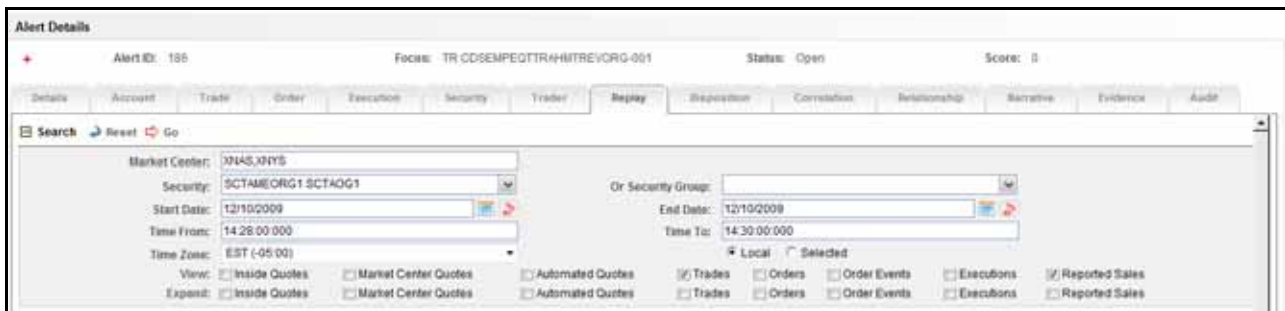 Alert Details
Alert ID: 186 Focus: TR CDSEMPEQTTRAHMTREVORG-001 Status: Open Score: 0
Details Account Trade Order Execution Security Trader Replay Disposition Correlation Relationship Narrative Evidence Audit
Search Reset Go
Market Center: XNAS,XNYS
Security: SCTAMEORG1 SCTAOG1 Or Security Group:
Start Date: 12/10/2009 End Date: 12/10/2009
Time From: 14:28:00:000 Time To: 14:30:00:000
Time Zone: EST (-05:00) Local Selected
View: Inside Quotes Market Center Quotes Automated Quotes Trades Orders Order Events Executions Reported Sales
Expand: Inside Quotes Market Center Quotes Automated Quotes Trades Orders Order Events Executions Reported Sales